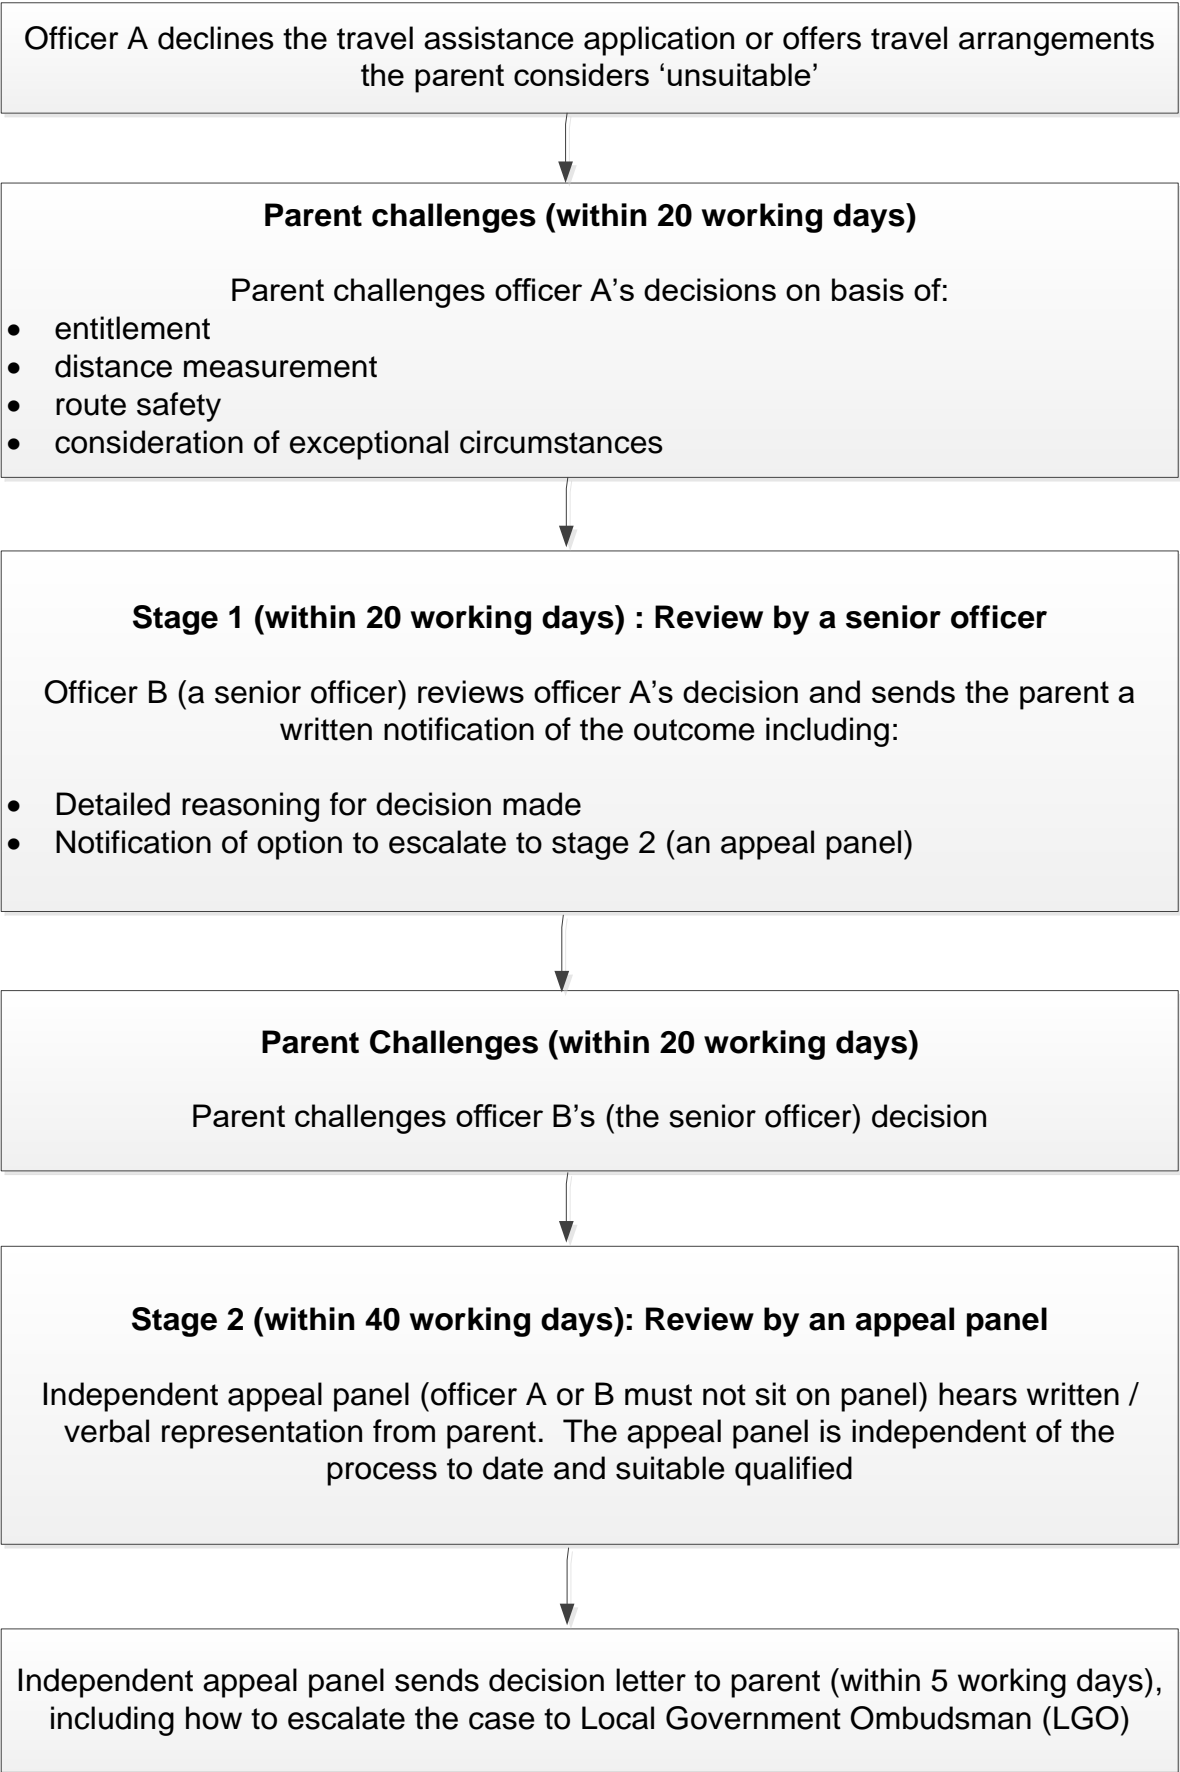 Officer A declines the travel assistance application or offers travel arrangements
the parent considers ‘unsuitable’
Parent challenges (within 20 working days)
Parent challenges officer A’s decisions on basis of:
• entitlement
• distance measurement
• route safety
• consideration of exceptional circumstances
Stage 1 (within 20 working days) : Review by a senior officer
Officer B (a senior officer) reviews officer A’s decision and sends the parent a
written notification of the outcome including:
• Detailed reasoning for decision made
• Notification of option to escalate to stage 2 (an appeal panel)
Parent Challenges (within 20 working days)
Parent challenges officer B’s (the senior officer) decision
Stage 2 (within 40 working days): Review by an appeal panel
Independent appeal panel (officer A or B must not sit on panel) hears written /
verbal representation from parent.  The appeal panel is independent of the
process to date and suitable qualified
Independent appeal panel sends decision letter to parent (within 5 working days),
including how to escalate the case to Local Government Ombudsman (LGO)